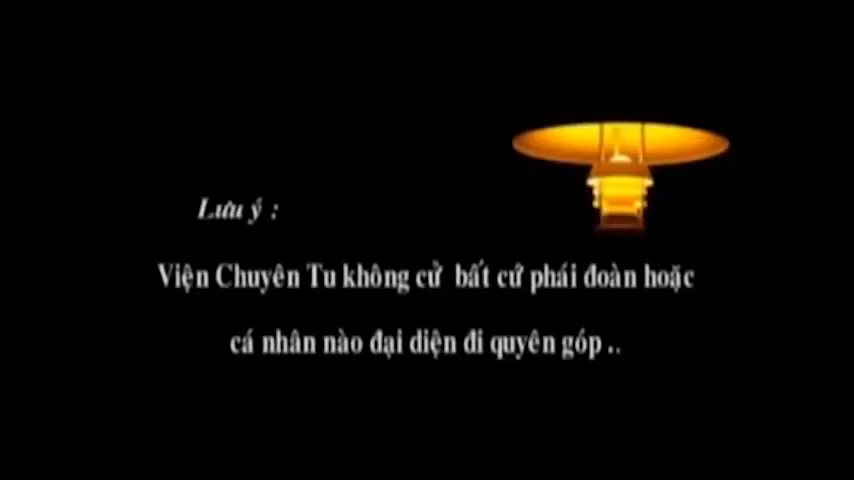 Lưu ý :
Viện Chuyên Tu không cử bất cứ phái đoàn hoặc
cá nhân nào đại diện đi quyên góp ..